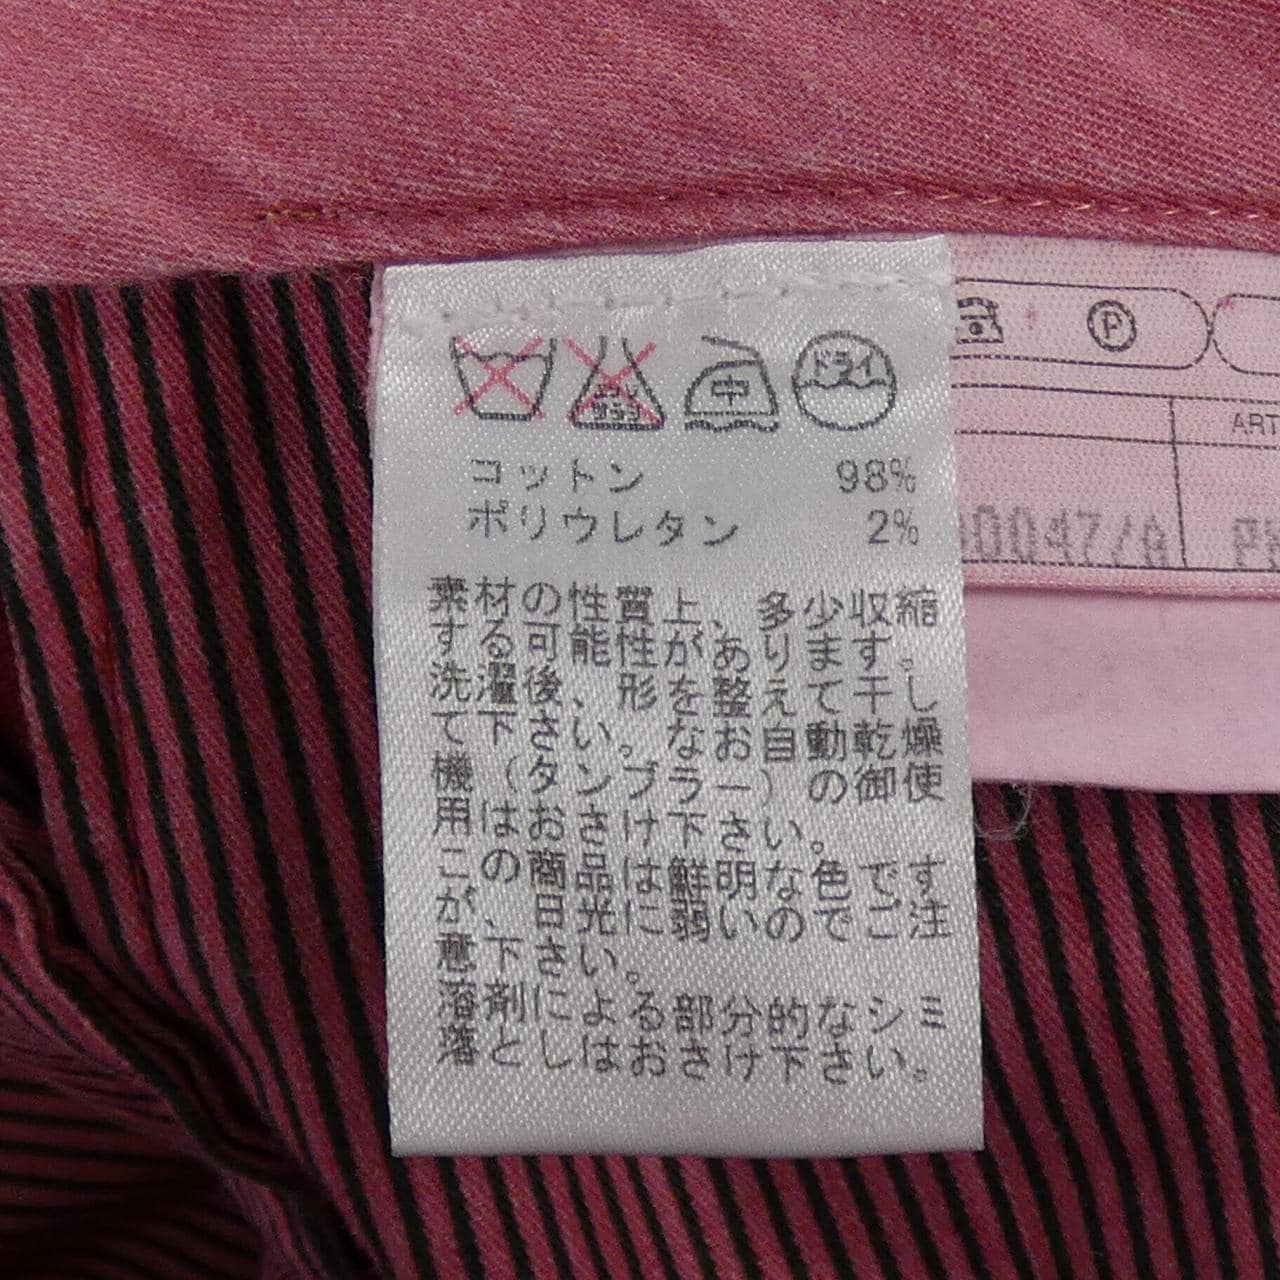 サラシ
中
ドライ
コットン 98%
ポリウレタン 2%
素材の性質上、多少収縮
する可能性があります。
洗濯後、形を整え干し
て下さい。なお自動乾燥
機(タンブラー)の御使
用はおさけ下さい。
この商品は鮮明な色です
が、日光に弱いのでご注
意下さい。
溶剤による部分的なシミ
落としはおさけ下さい。
P
ART
0047/A